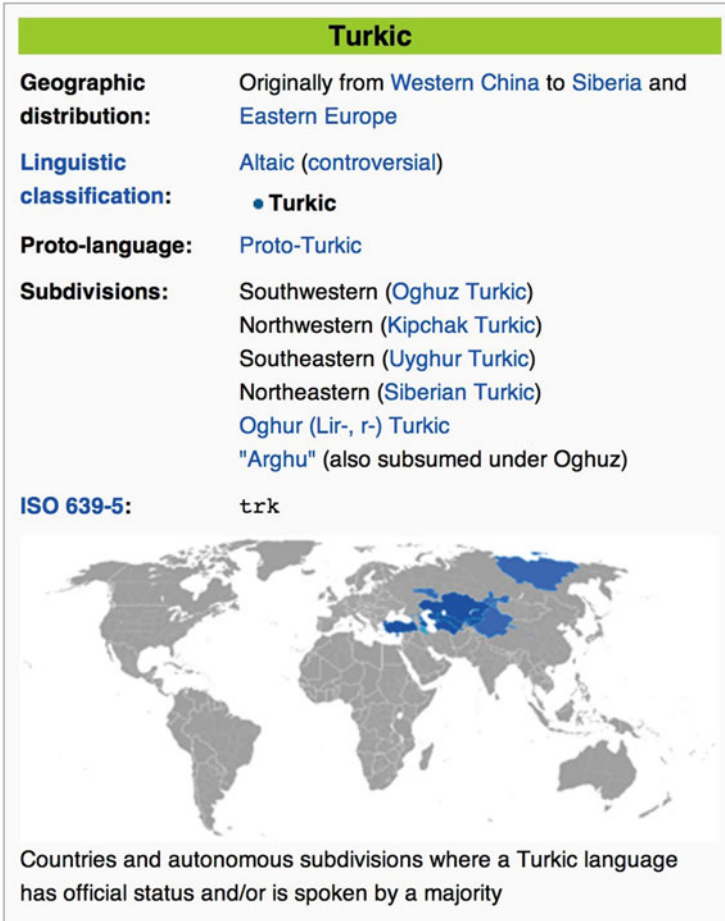 Turkic
Geographic distribution: Originally from Western China to Siberia and Eastern Europe
Linguistic classification: Altaic (controversial)
• Turkic
Proto-language: Proto-Turkic
Subdivisions: Southwestern (Oghuz Turkic)
Northwestern (Kipchak Turkic)
Southeastern (Uyghur Turkic)
Northeastern (Siberian Turkic)
Oghur (Lir-, r-) Turkic
"Arghu" (also subsumed under Oghuz)
ISO 639-5: trk
Countries and autonomous subdivisions where a Turkic language
has official status and/or is spoken by a majority